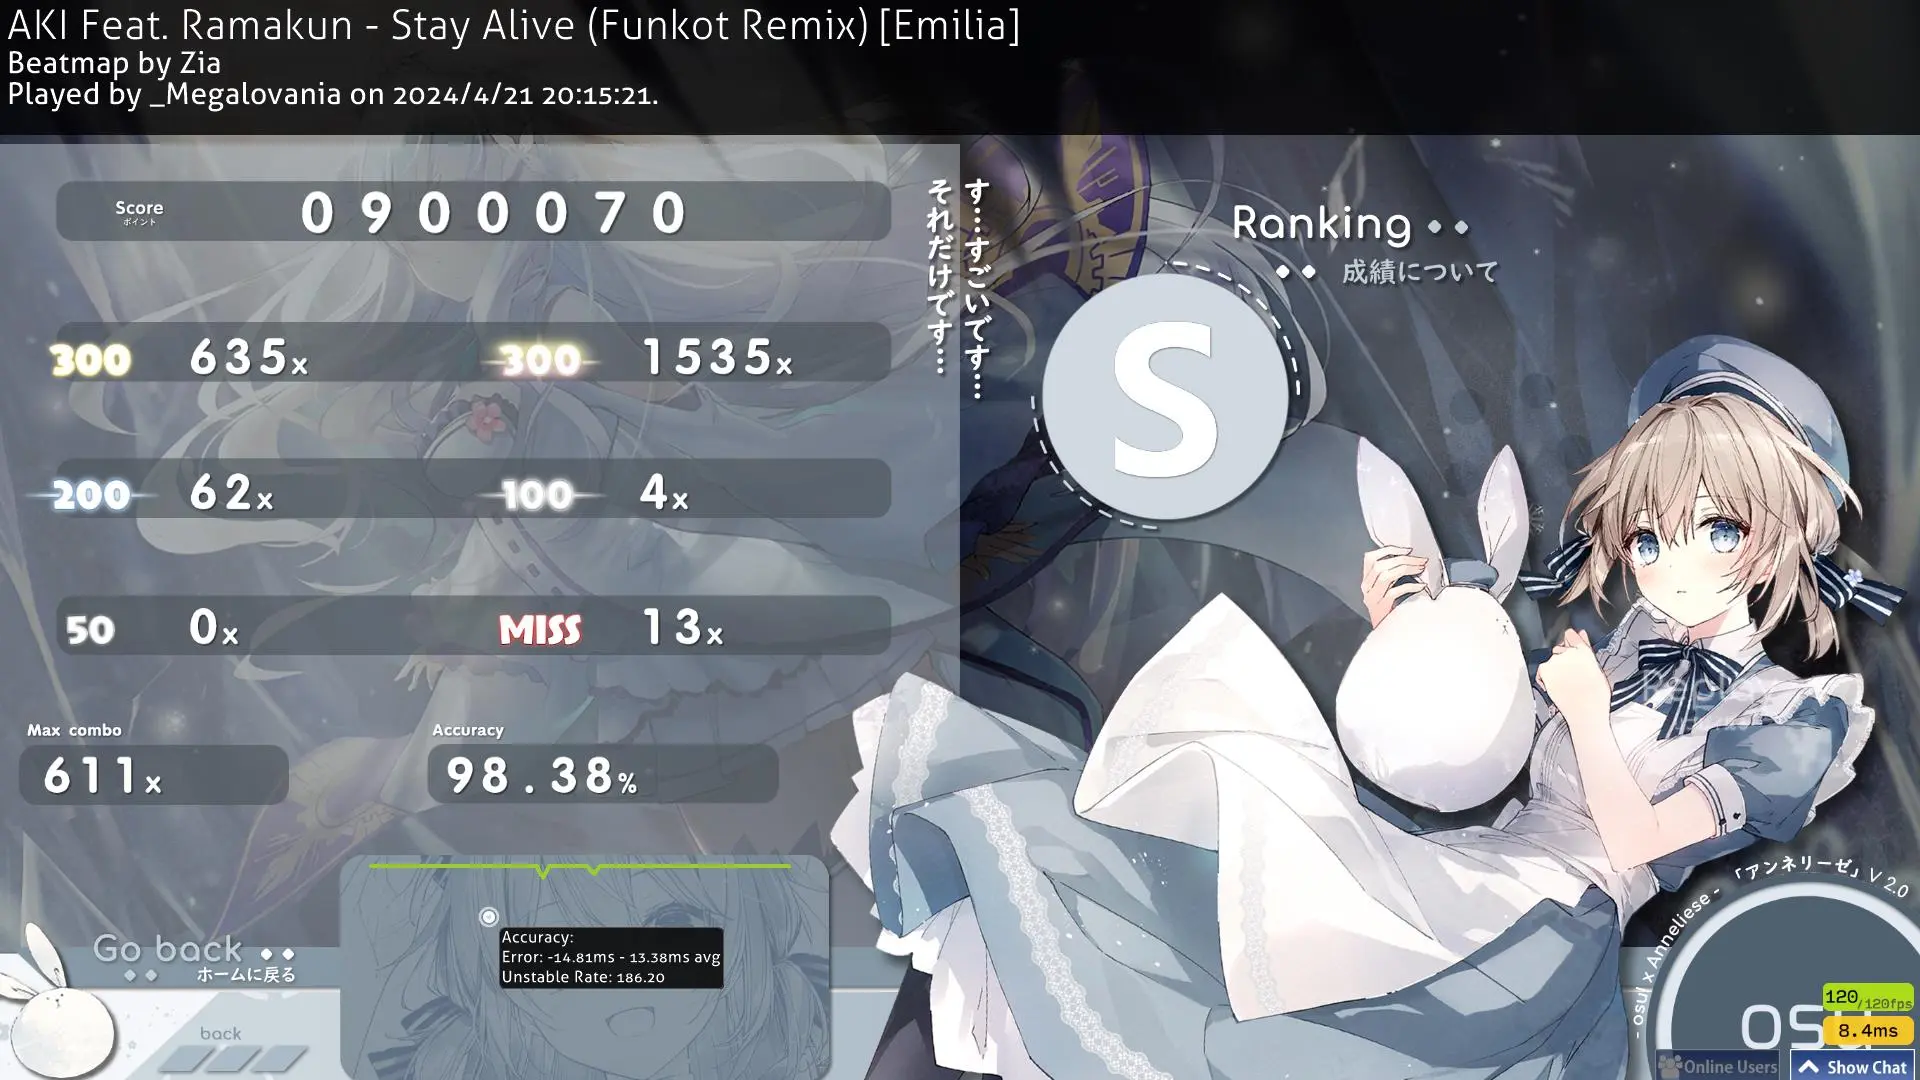 AKI Feat. Ramakun - Stay Alive (Funkot Remix) [Emilia]
Beatmap by Zia
Played by _Megalovania on 2024/4/21 20:15:21.
Score
ポイント
0900070
す…すごいです…
それだけです…
Ranking
成績について
S
300 635x 300 1535x
200 62x 100 4x
50 0x MISS 13x
Max combo
611x
Accuracy
98.38%
Accuracy:
Error: -14.81ms - 13.38ms avg
Unstable Rate: 186.20
Go back
ホームに戻る
back
- osu! x Anneliese - 「アンネリーゼ」 V 2.0
osu
120/120fps
8.4ms
Online Users
Show Chat